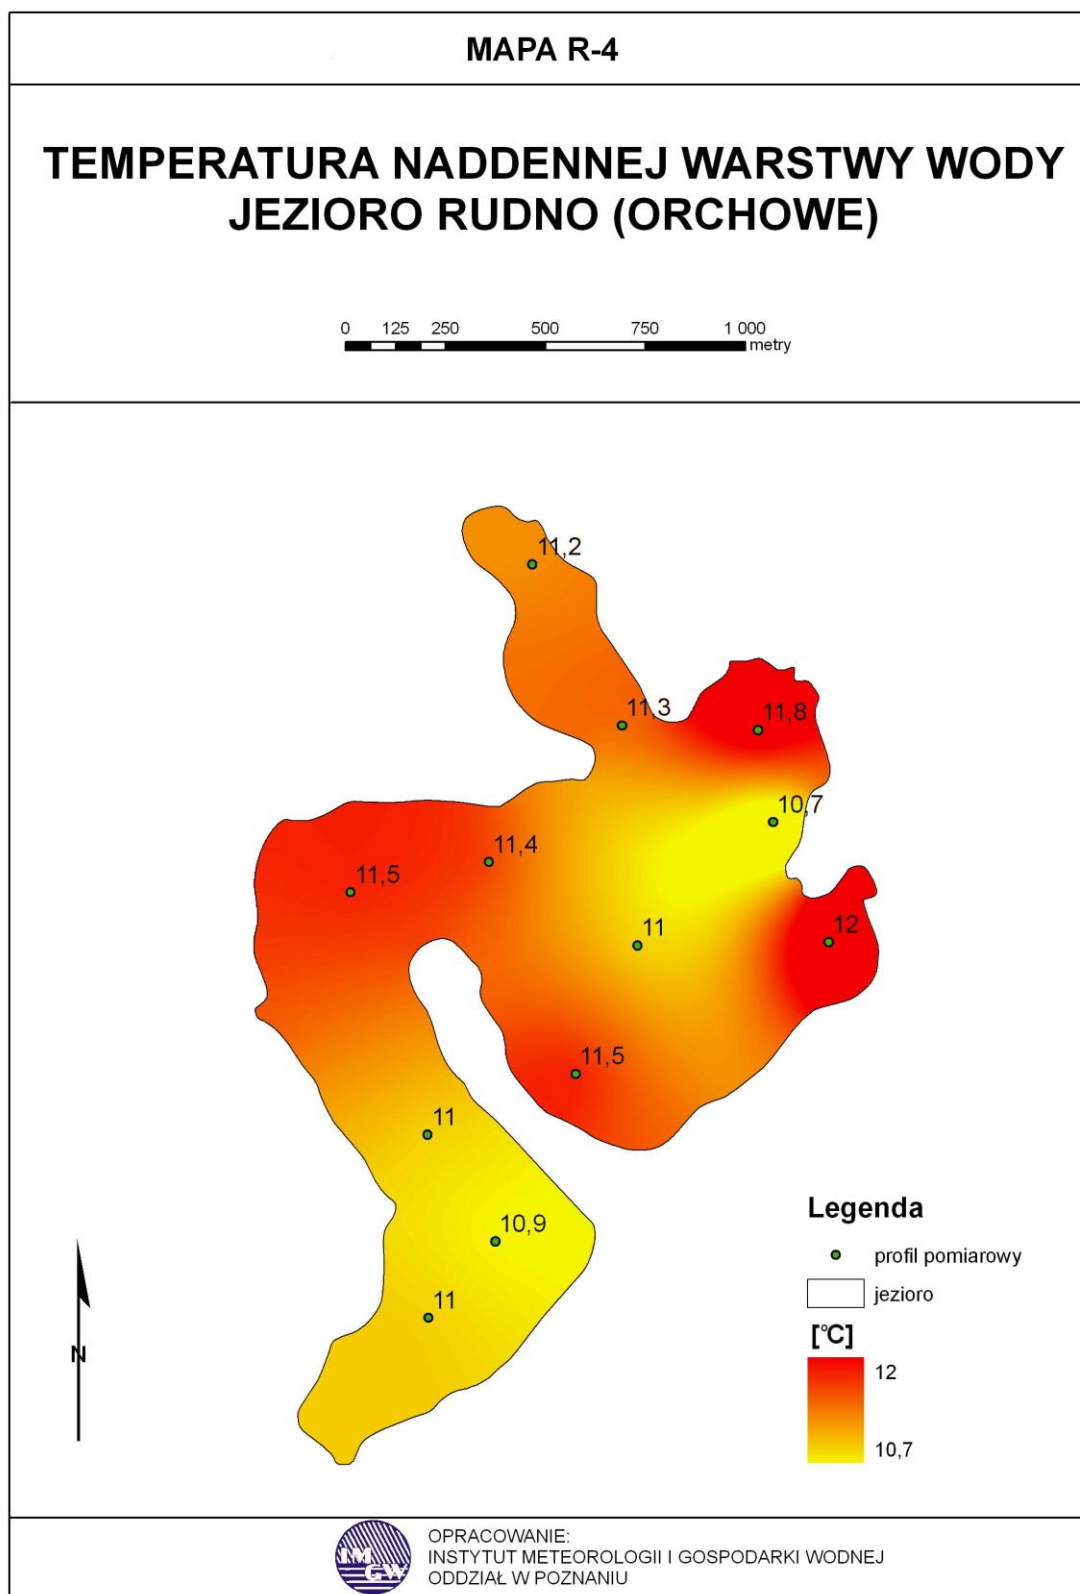 MAPA R-4
TEMPERATURA NADDENNEJ WARSTWY WODY
JEZIORO RUDNO (ORCHOWE)
0 125 250 500 750 1 000
metry
11,2
11,3
11,8
10,7
11,4
11,5
11
12
11,5
11
10,9
11
Legenda
profil pomiarowy
jezioro
[°C]
12
10,7
N
IM
GW
OPRACOWANIE:
INSTYTUT METEOROLOGII I GOSPODARKI WODNEJ
ODDZIAŁ W POZNANIU